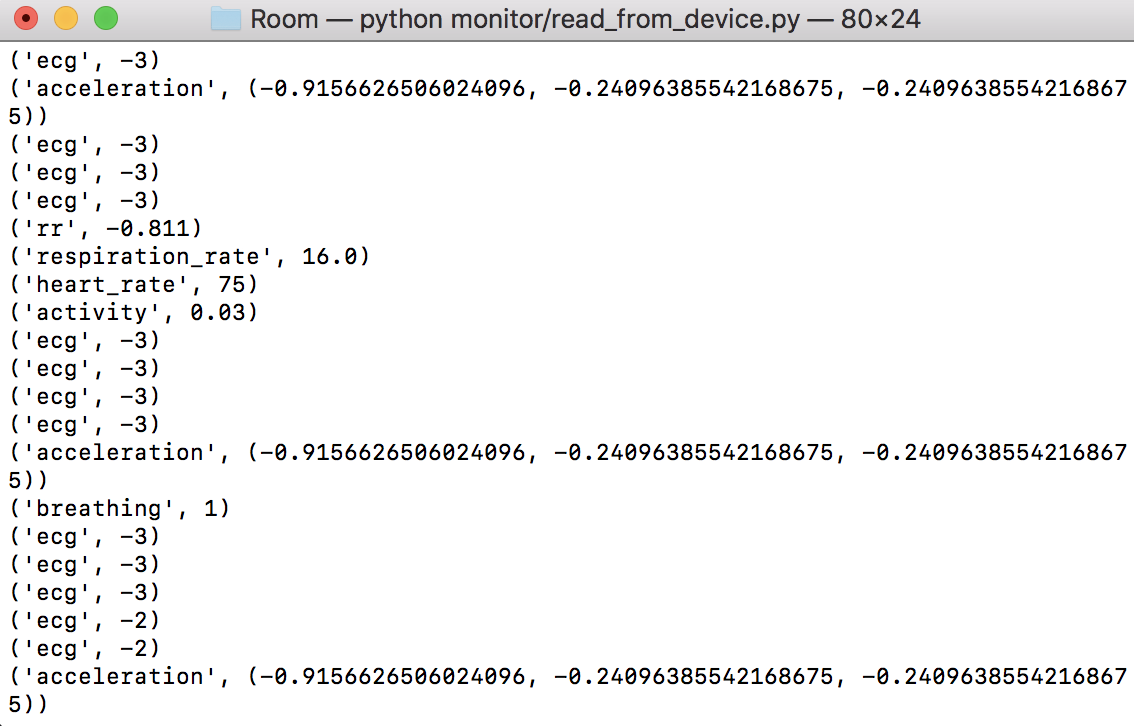 Room — python monitor/read_from_device.py — 80×24
('ecg', -3)
('acceleration', (-0.9156626506024096, -0.24096385542168675, -0.2409638554216867
5))
('ecg', -3)
('ecg', -3)
('ecg', -3)
('rr', -0.811)
('respiration_rate', 16.0)
('heart_rate', 75)
('activity', 0.03)
('ecg', -3)
('ecg', -3)
('ecg', -3)
('ecg', -3)
('acceleration', (-0.9156626506024096, -0.24096385542168675, -0.2409638554216867
5))
('breathing', 1)
('ecg', -3)
('ecg', -3)
('ecg', -3)
('ecg', -2)
('ecg', -2)
('acceleration', (-0.9156626506024096, -0.24096385542168675, -0.2409638554216867
5))